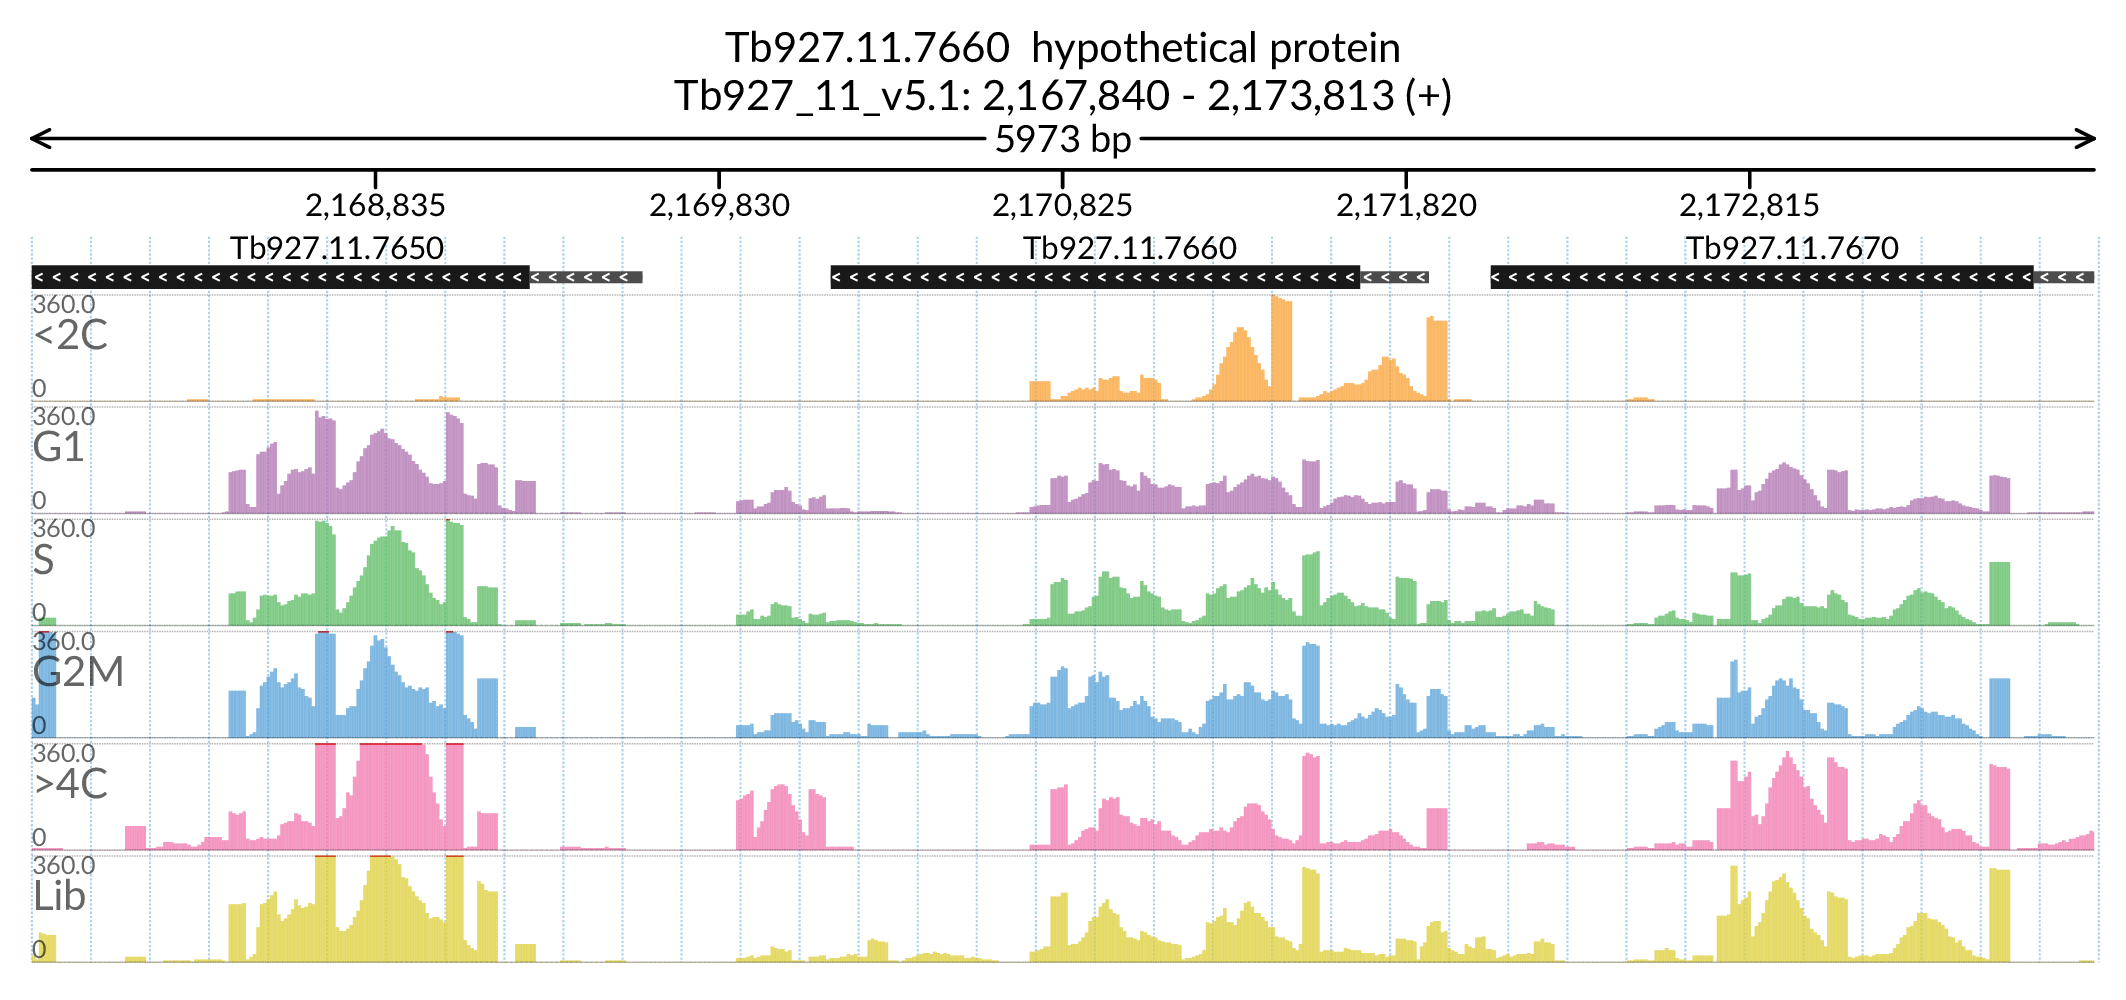 Tb927.11.7660 hypothetical protein
Tb927_11_v5.1: 2,167,840 - 2,173,813 (+)
5973 bp
2,168,835 2,169,830 2,170,825 2,171,820 2,172,815
Tb927.11.7650 Tb927.11.7660 Tb927.11.7670
360.0
<2C
0
360.0
G1
0
360.0
S
0
360.0
G2M
0
360.0
>4C
0
360.0
Lib
0